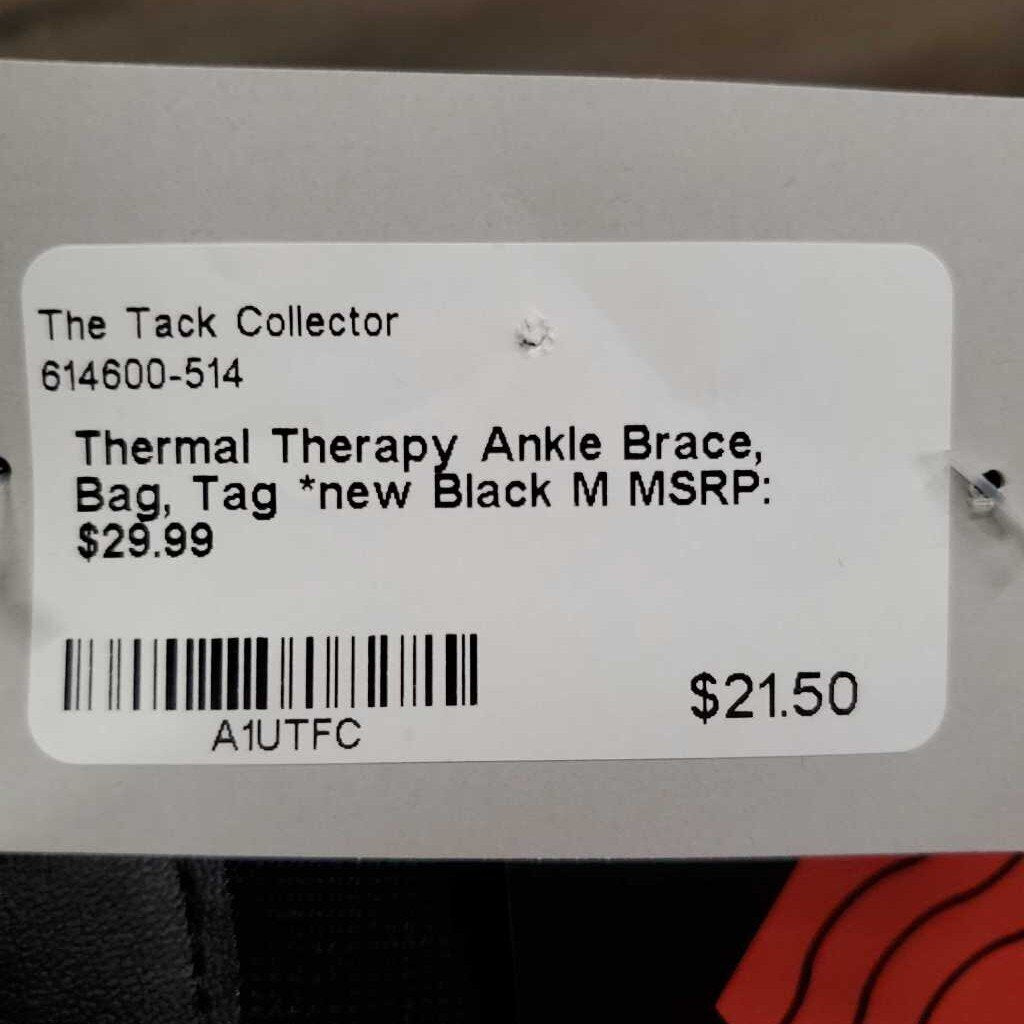 The Tack Collector
614600-514
Thermal Therapy Ankle Brace,
Bag, Tag *new Black M MSRP:
$29.99
A1UTFC
$21.50